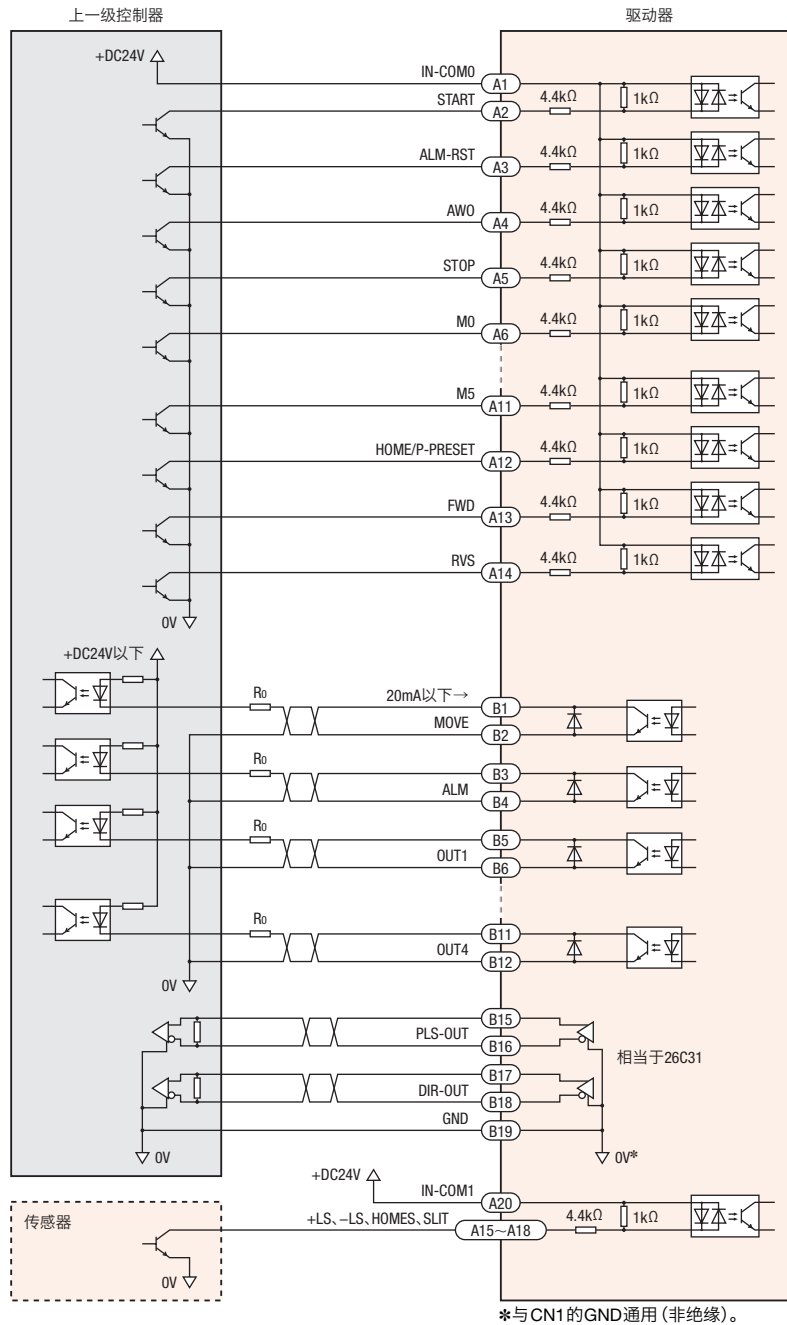 上一级控制器
驱动器
+DC24V
IN-COM0
A1
START
A2
4.4kΩ
1kΩ
ALM-RST
A3
4.4kΩ
1kΩ
AWO
A4
4.4kΩ
1kΩ
STOP
A5
4.4kΩ
1kΩ
M0
A6
4.4kΩ
1kΩ
M5
A11
4.4kΩ
1kΩ
HOME/P-PRESET
A12
4.4kΩ
1kΩ
FWD
A13
4.4kΩ
1kΩ
RVS
A14
4.4kΩ
1kΩ
0V
+DC24V以下
R0
20mA以下→
B1
MOVE
B2
R0
B3
ALM
B4
R0
B5
OUT1
B6
R0
B11
OUT4
B12
0V
B15
PLS-OUT
B16
相当于26C31
B17
DIR-OUT
B18
GND
B19
0V
0V*
+DC24V
IN-COM1
A20
传感器
+LS、−LS、HOMES、SLIT
A15～A18
4.4kΩ
1kΩ
0V
*与CN1的GND通用（非绝缘）。